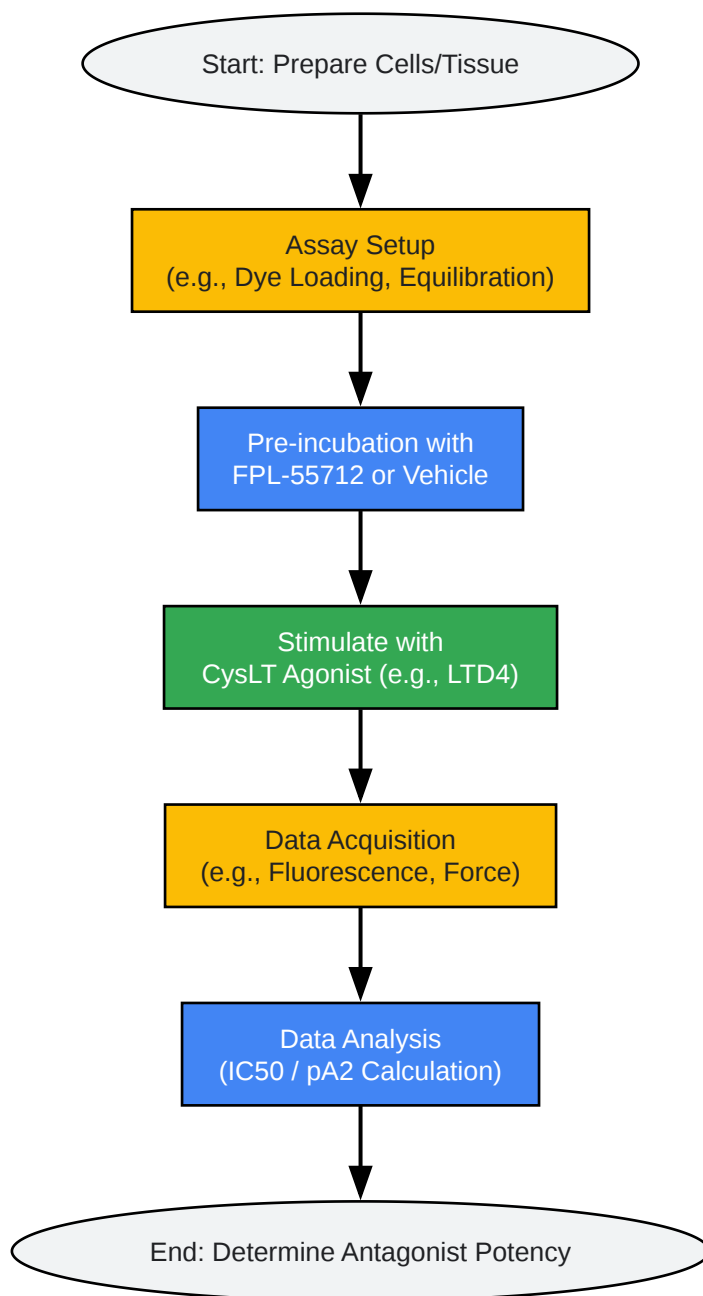 Start: Prepare Cells/Tissue
Assay Setup
(e.g., Dye Loading, Equilibration)
Pre-incubation with
FPL-55712 or Vehicle
Stimulate with
CysLT Agonist (e.g., LTD4)
Data Acquisition
(e.g., Fluorescence, Force)
Data Analysis
(IC50 / pA2 Calculation)
End: Determine Antagonist Potency